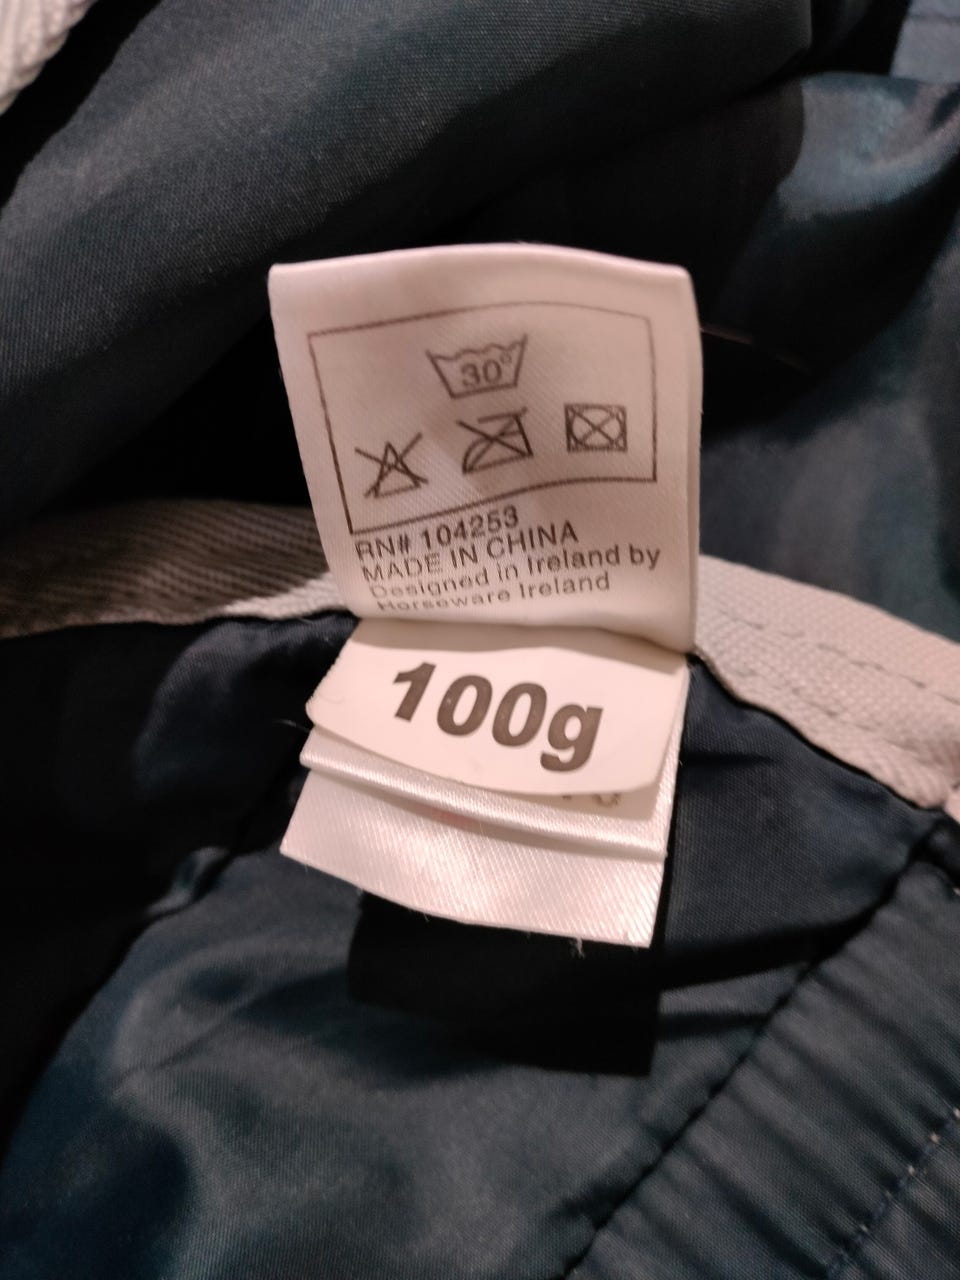 30°
RN# 104253
MADE IN CHINA
Designed in Ireland by
Horseware Ireland
100g